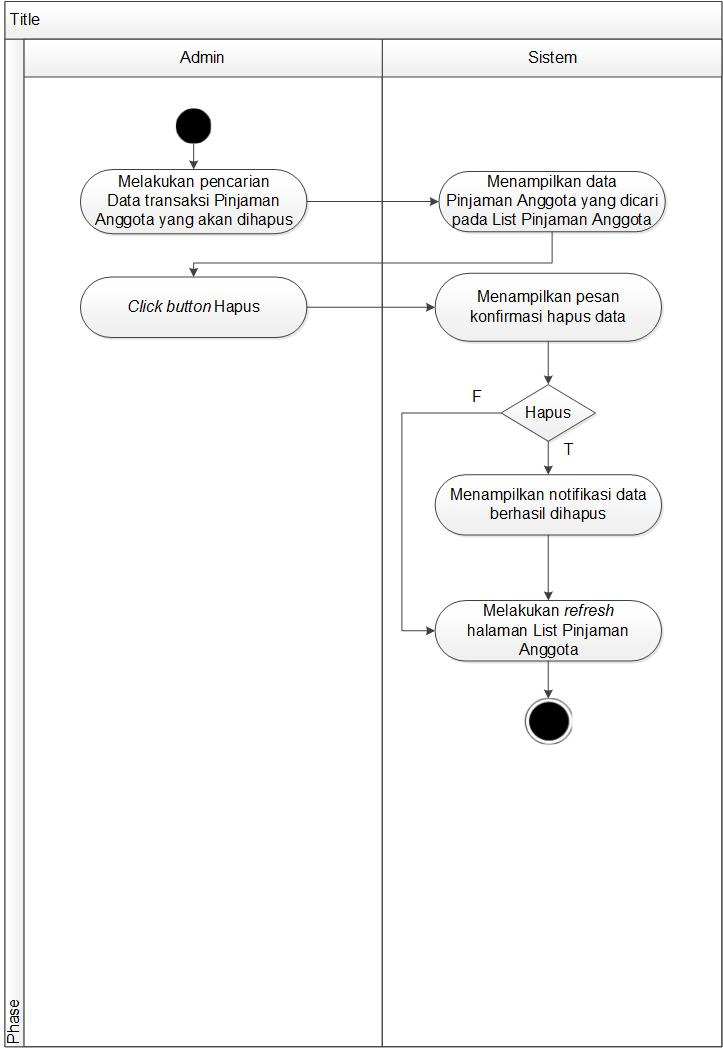 Title
Admin
Sistem
Melakukan pencarian
Data transaksi Pinjaman
Anggota yang akan dihapus
Menampilkan data
Pinjaman Anggota yang dicari
pada List Pinjaman Anggota
Click button Hapus
Menampilkan pesan
konfirmasi hapus data
F
Hapus
T
Menampilkan notifikasi data
berhasil dihapus
Melakukan refresh
halaman List Pinjaman
Anggota
Phase